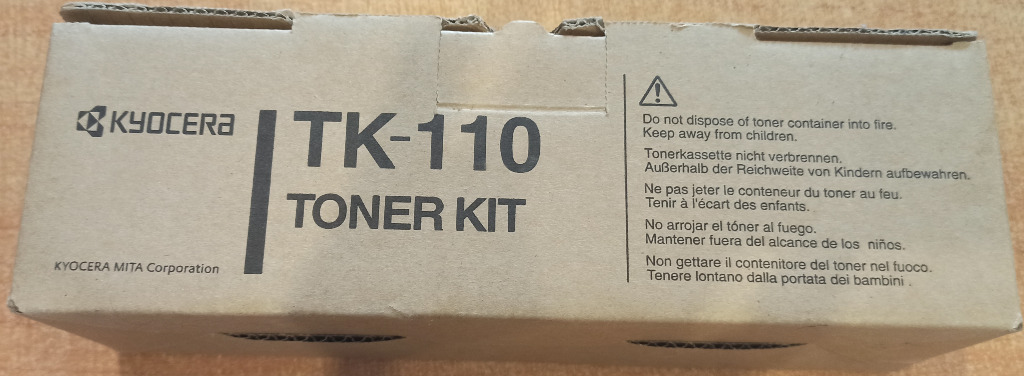 KYOCERA
TK-110
TONER KIT
KYOCERA MITA Corporation
Do not dispose of toner container into fire.
Keep away from children.
Tonerkassette nicht verbrennen.
Außerhalb der Reichweite von Kindern aufbewahren.
Ne pas jeter le conteneur du toner au feu.
Tenir à l'écart des enfants.
No arrojar el tóner al fuego.
Mantener fuera del alcance de los niños.
Non gettare il contenitore del toner nel fuoco.
Tenere lontano dalla portata dei bambini .